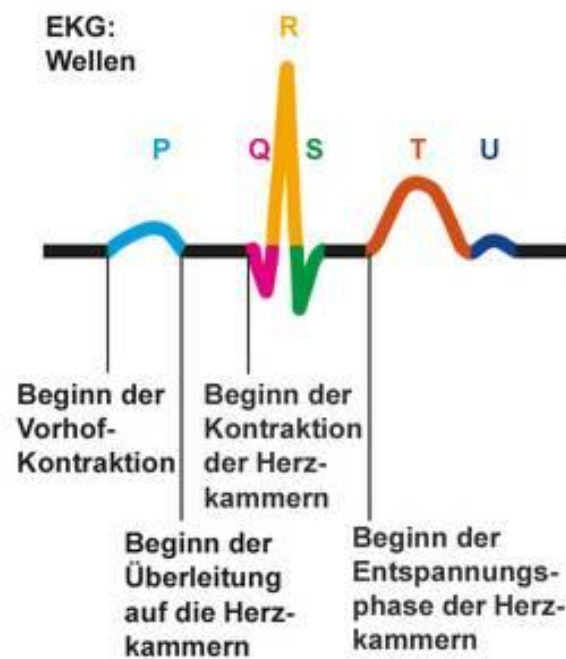 EKG:
Wellen
R
P
Q
S
T
U
Beginn der
Vorhof-
Kontraktion
Beginn der
Kontraktion
der Herz-
kammern
Beginn der
Überleitung
auf die Herz-
kammern
Beginn der
Entspannungs-
phase der Herz-
kammern